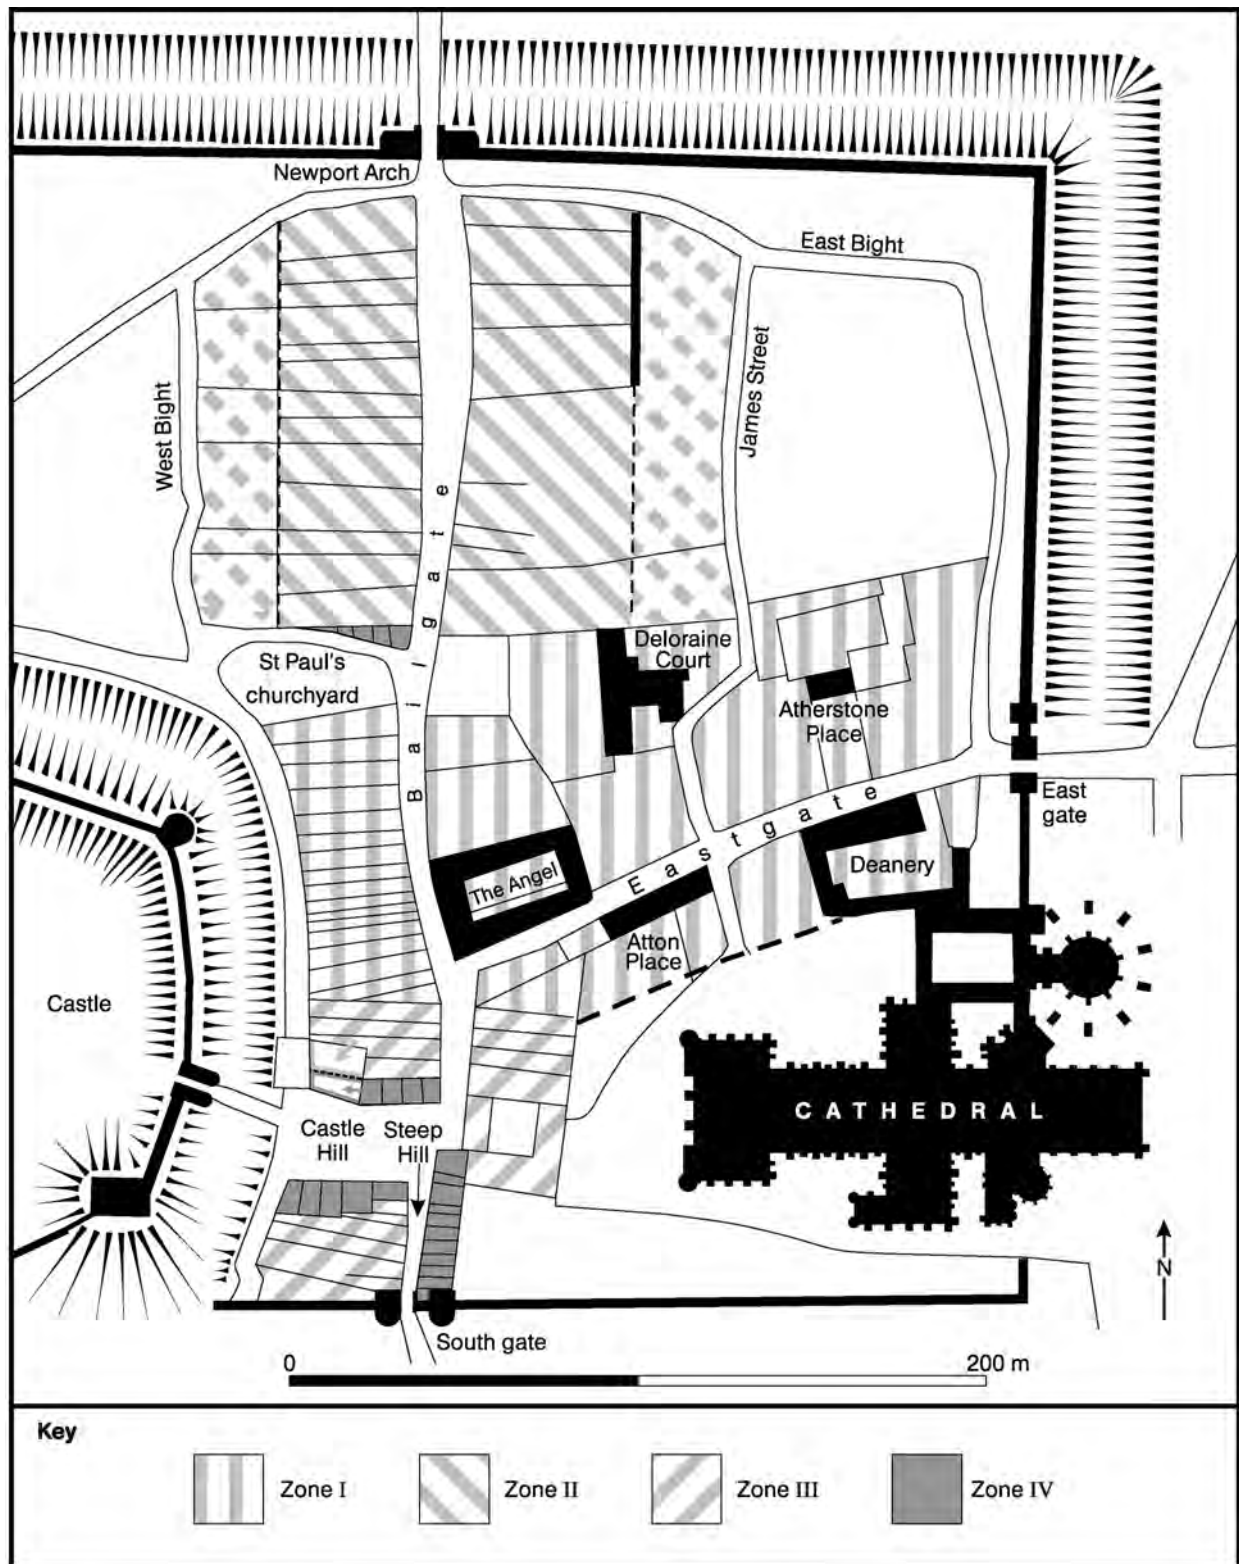 Newport Arch
East Bight
James Street
West Bight
Bailgate
Deloraine
Court
St Paul's
churchyard
Atherstone
Place
East
gate
Eastgate
The Angel
Deanery
Atton
Place
Castle
CATHEDRAL
Castle
Hill
Steep
Hill
N
South gate
0 200 m
Key
Zone I Zone II Zone III Zone IV